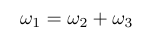 ω₁ = ω₂ + ω₃